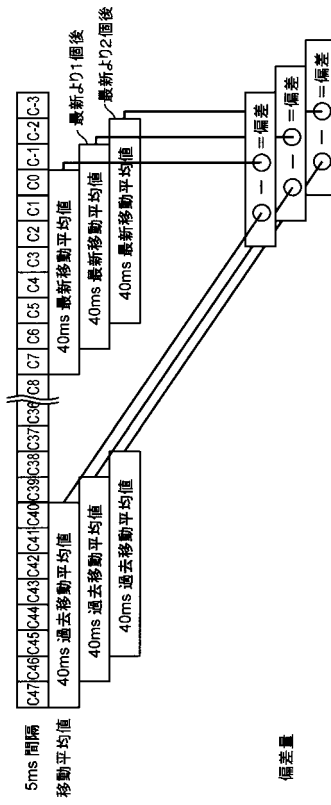 5ms 間隔
C47 C46 C45 C44 C43 C42 C41 C40 C39 C38 C37 C36 C8 C7 C6 C5 C4 C3 C2 C1 C0 C-1 C-2 C-3
移動平均値
40ms 過去移動平均値
40ms 最新移動平均値
最新より1個後
40ms 過去移動平均値
40ms 最新移動平均値
最新より2個後
40ms 過去移動平均値
40ms 最新移動平均値
偏差量
○ − ○ =偏差
○ − ○ =偏差
○ − ○ =偏差